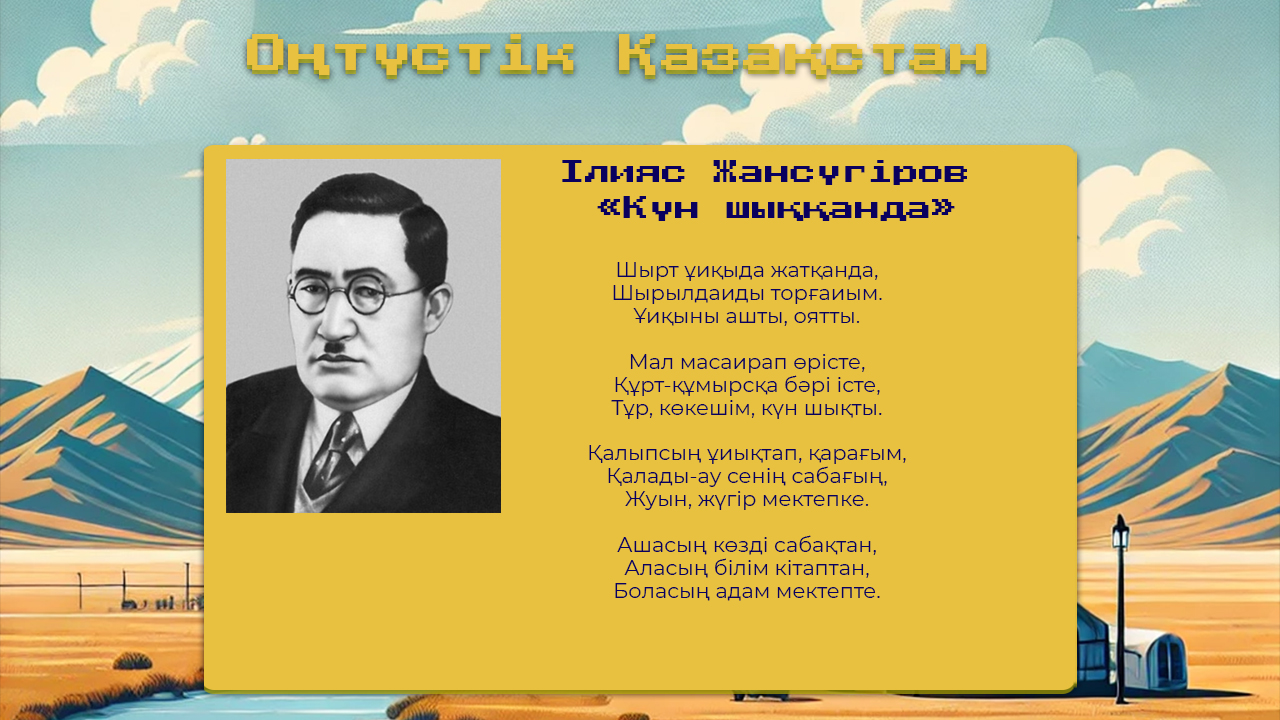 Оңтүстік Қазақстан
Ілияс Жансүгіров
«Күн шыққанда»
Шырт ұиқыда жатқанда,
Шырылдаиды торғаиым.
Ұиқыны ашты, оятты.
Мал масаирап өрісте,
Құрт-құмырсқа бәрі істе,
Тұр, көкешім, күн шықты.
Қалыпсың ұиықтап, қарағым,
Қалады-ау сенің сабағың,
Жуын, жүгір мектепке.
Ашасың көзді сабақтан,
Аласың білім кітаптан,
Боласың адам мектепте.